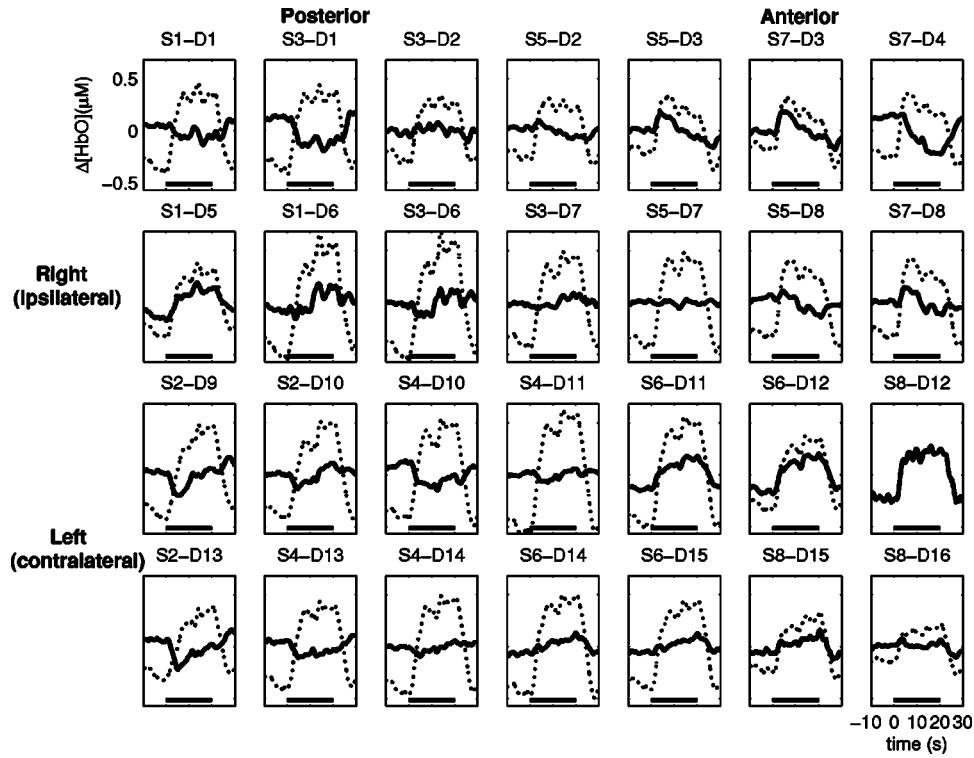 Posterior Anterior
S1-D1 S3-D1 S3-D2 S5-D2 S5-D3 S7-D3 S7-D4
Δ[HbO](μM)
0.5
0
-0.5
S1-D5 S1-D6 S3-D6 S3-D7 S5-D7 S5-D8 S7-D8
Right
(Ipsilateral)
S2-D9 S2-D10 S4-D10 S4-D11 S6-D11 S6-D12 S8-D12
Left
(contralateral)
S2-D13 S4-D13 S4-D14 S6-D14 S6-D15 S8-D15 S8-D16
-10 0 10 20 30
time (s)